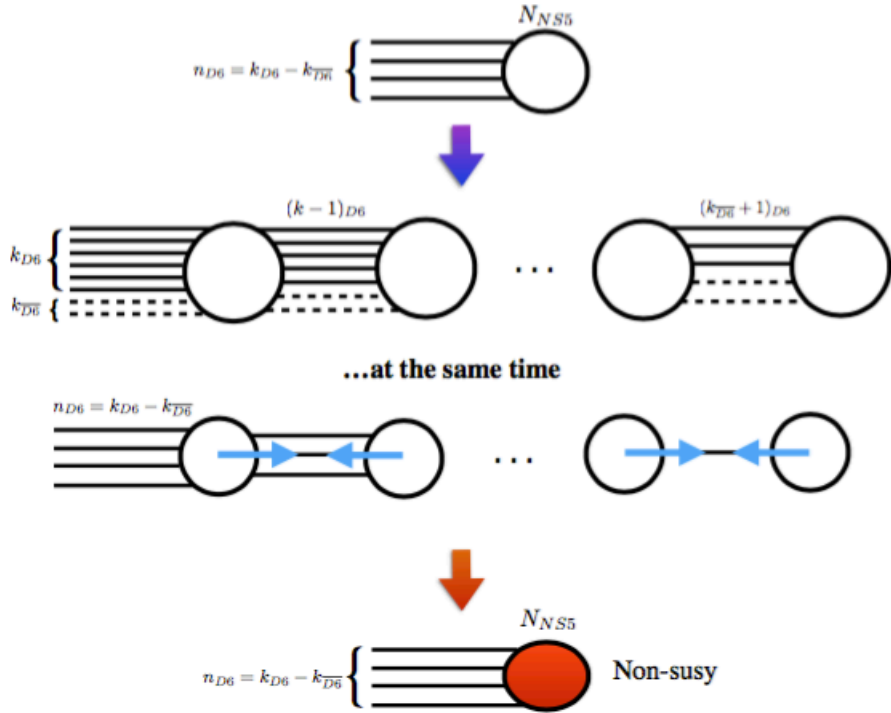 N_{NS5}
n_{D6} = k_{D6} - k_{\overline{D6}}
(k-1)_{D6}
(k_{\overline{D6}}+1)_{D6}
k_{D6}
...
k_{\overline{D6}}
...at the same time
n_{D6} = k_{D6} - k_{\overline{D6}}
...
N_{NS5}
n_{D6} = k_{D6} - k_{\overline{D6}}
Non-susy